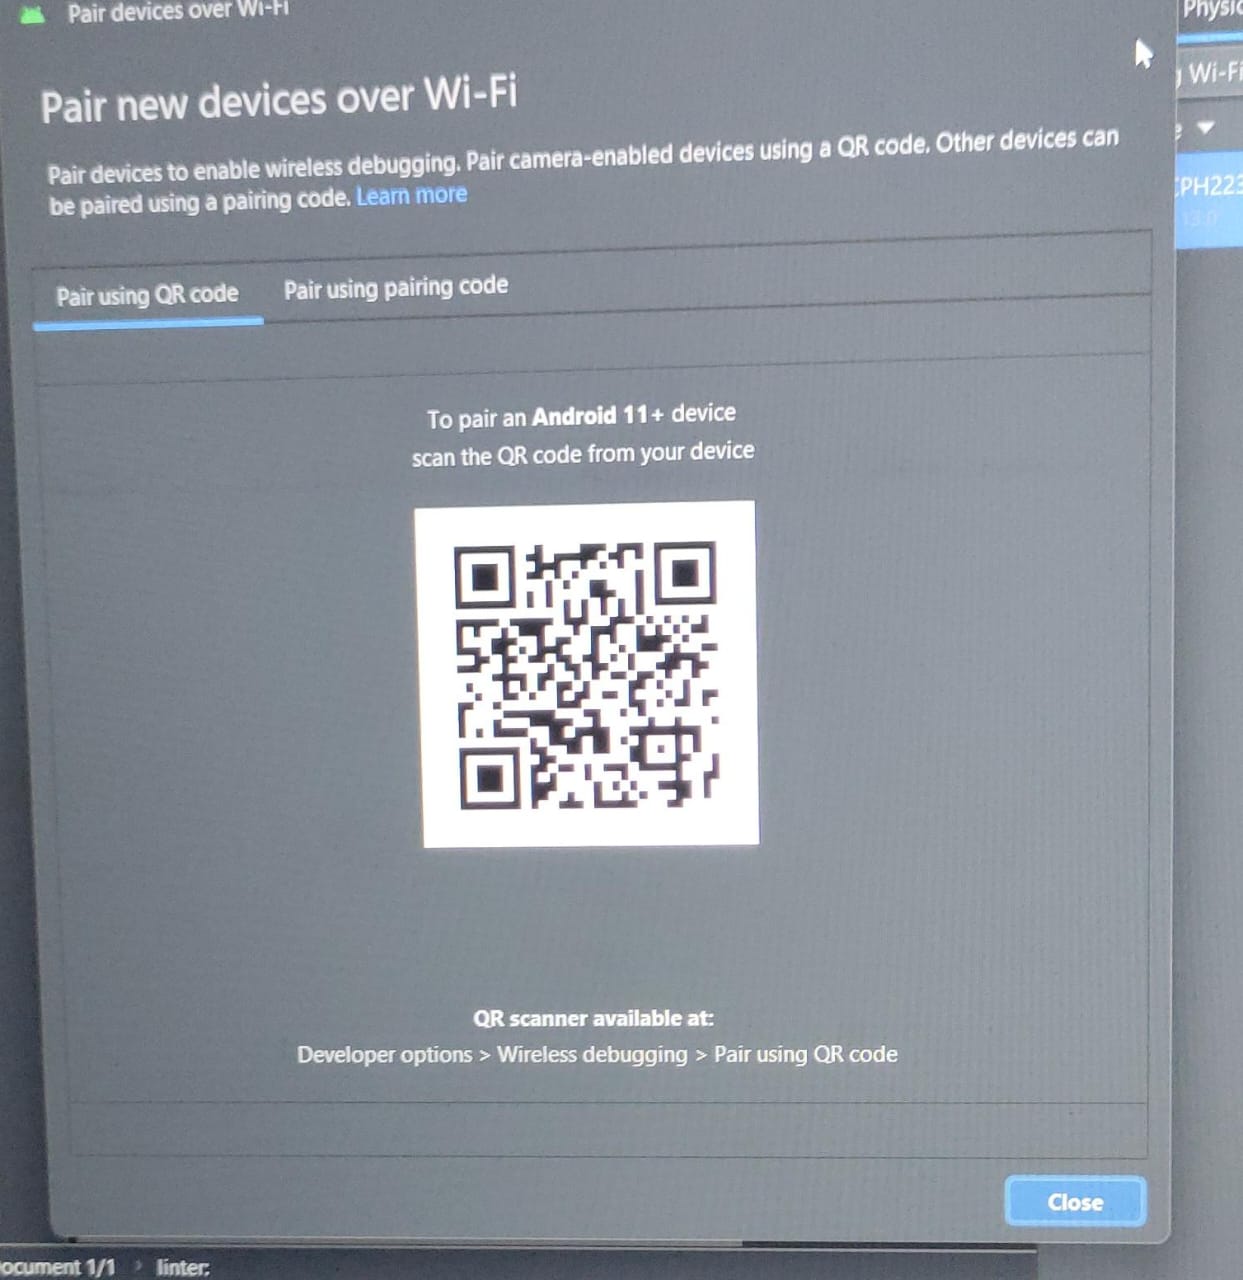 Pair devices over Wi-Fi
Physic
Pair new devices over Wi-Fi
Wi-Fi
Pair devices to enable wireless debugging. Pair camera-enabled devices using a QR code. Other devices can
be paired using a pairing code. Learn more
CPH223
13.0
Pair using QR code
Pair using pairing code
To pair an Android 11+ device
scan the QR code from your device
QR scanner available at:
Developer options > Wireless debugging > Pair using QR code
Close
ocument 1/1 › linter: